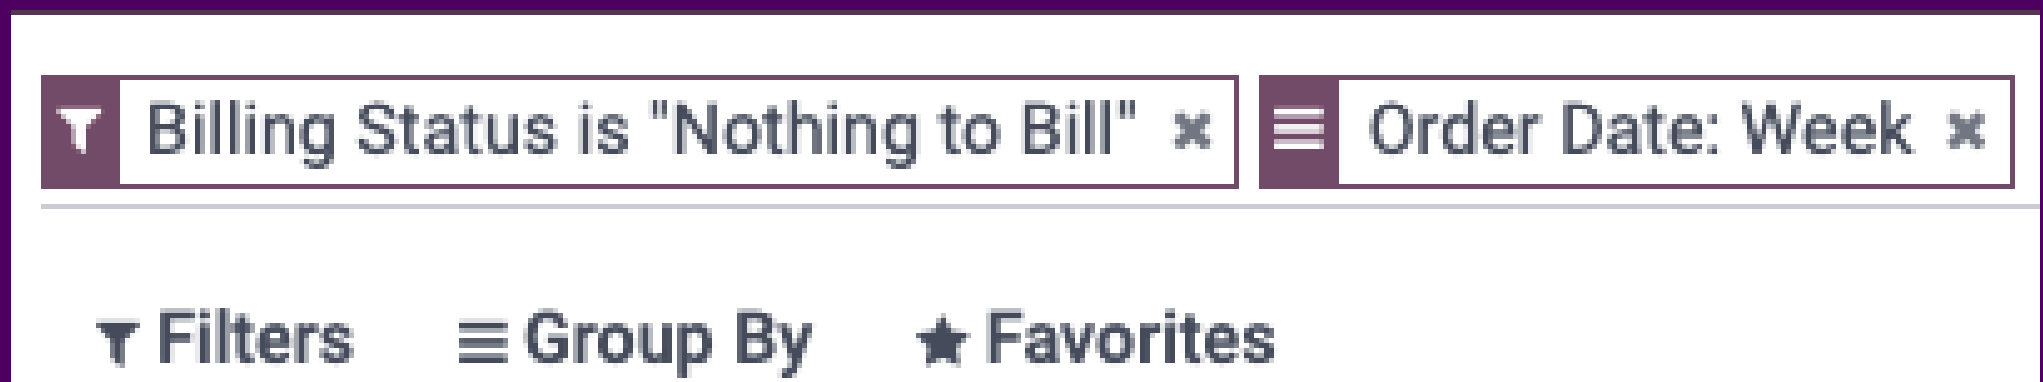 Billing Status is "Nothing to Bill" Order Date: Week
Filters Group By Favorites